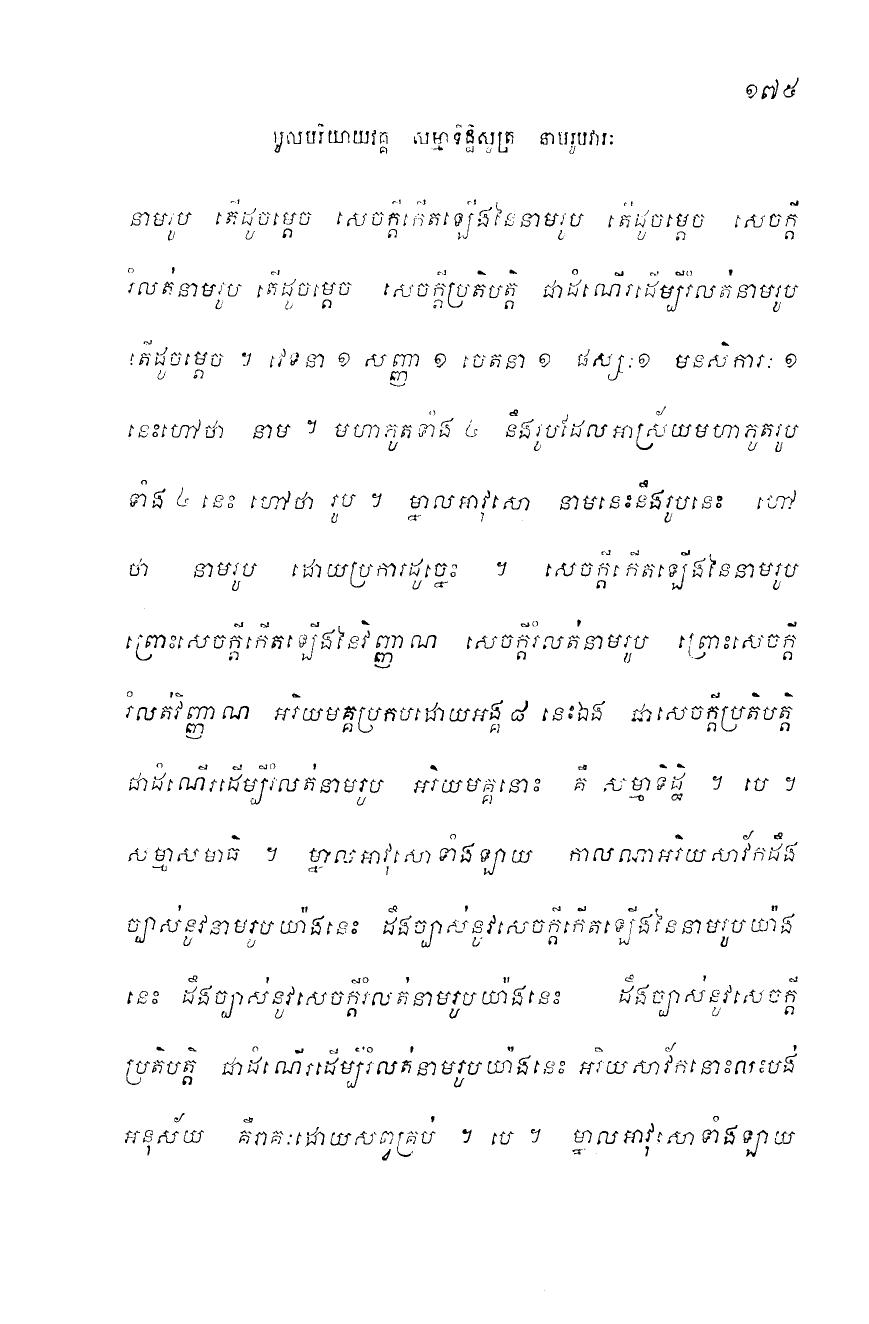 ១៧៥
មូលបរិយាយវគ្គ សម្មាទិដ្ឋិសូត្រ នាមរូបវារៈ
នាមរូប តើដូចម្ដេច សេចក្ដីកើតឡើងនៃនាមរូប តើដូចម្ដេច សេចក្ដី
រំលត់នាមរូប តើដូចម្ដេច សេចក្ដីប្រតិបត្តិ ជាដំណើរដើម្បីរំលត់នាមរូប
តើដូចម្ដេច ។ វេទនា ១ សញ្ញា ១ ចេតនា ១ ផស្សៈ ១ មនសិការៈ ១
នេះហៅថា នាម ។ មហាភូតទាំង ៤ នឹងរូបដែលអាស្រ័យមហាភូតរូប
ទាំង ៤ នេះ ហៅថា រូប ។ ម្នាលអាវុសោ នាមនេះនឹងរូបនេះ ហៅ
ថា នាមរូប ដោយប្រការដូច្នេះ ។ សេចក្ដីកើតឡើងនៃនាមរូប
ព្រោះសេចក្ដីកើតឡើងនៃវិញ្ញាណ សេចក្ដីរំលត់នាមរូប ព្រោះសេចក្ដី
រំលត់វិញ្ញាណ អរិយមគ្គប្រកបដោយអង្គ ៨ នេះឯង ជាសេចក្ដីប្រតិបត្តិ
ជាដំណើរដើម្បីរំលត់នាមរូប អរិយមគ្គនោះ គឺ សម្មាទិដ្ឋិ ។ បេ ។
សម្មាសមាធិ ។ ម្នាលអាវុសោទាំងឡាយ កាលណាអរិយសាវ័កដឹង
ច្បាស់នូវនាមរូបយ៉ាងនេះ ដឹងច្បាស់នូវសេចក្ដីកើតឡើងនៃនាមរូបយ៉ាង
នេះ ដឹងច្បាស់នូវសេចក្ដីរំលត់នាមរូបយ៉ាងនេះ ដឹងច្បាស់នូវសេចក្ដី
ប្រតិបត្តិ ជាដំណើរដើម្បីរំលត់នាមរូបយ៉ាងនេះ អរិយសាវ័កនោះលះបង់
អនុស័យ គឺរាគៈដោយសព្វគ្រប់ ។ បេ ។ ម្នាលអាវុសោទាំងឡាយ